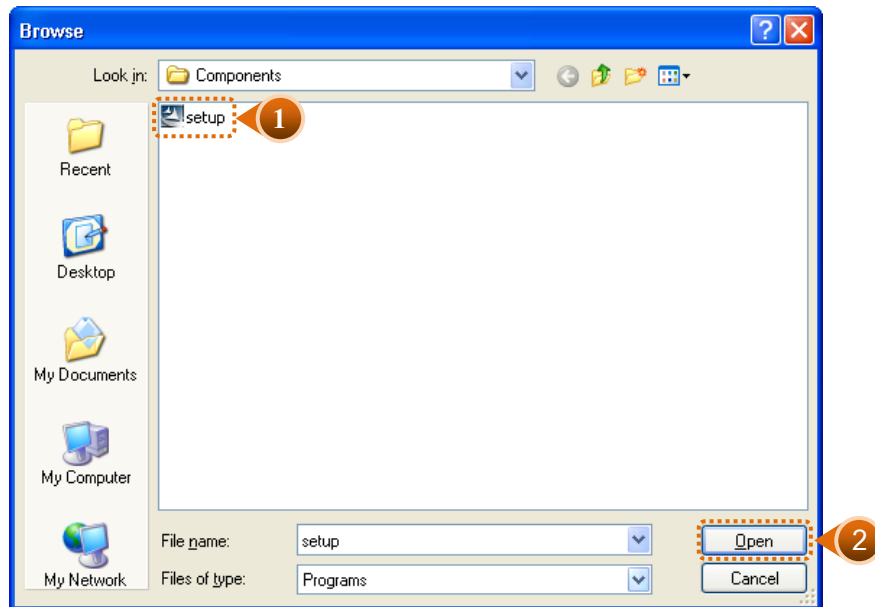 Browse
Look in: Components
setup 1
Recent
Desktop
My Documents
My Computer
My Network
File name: setup Open 2
Files of type: Programs Cancel